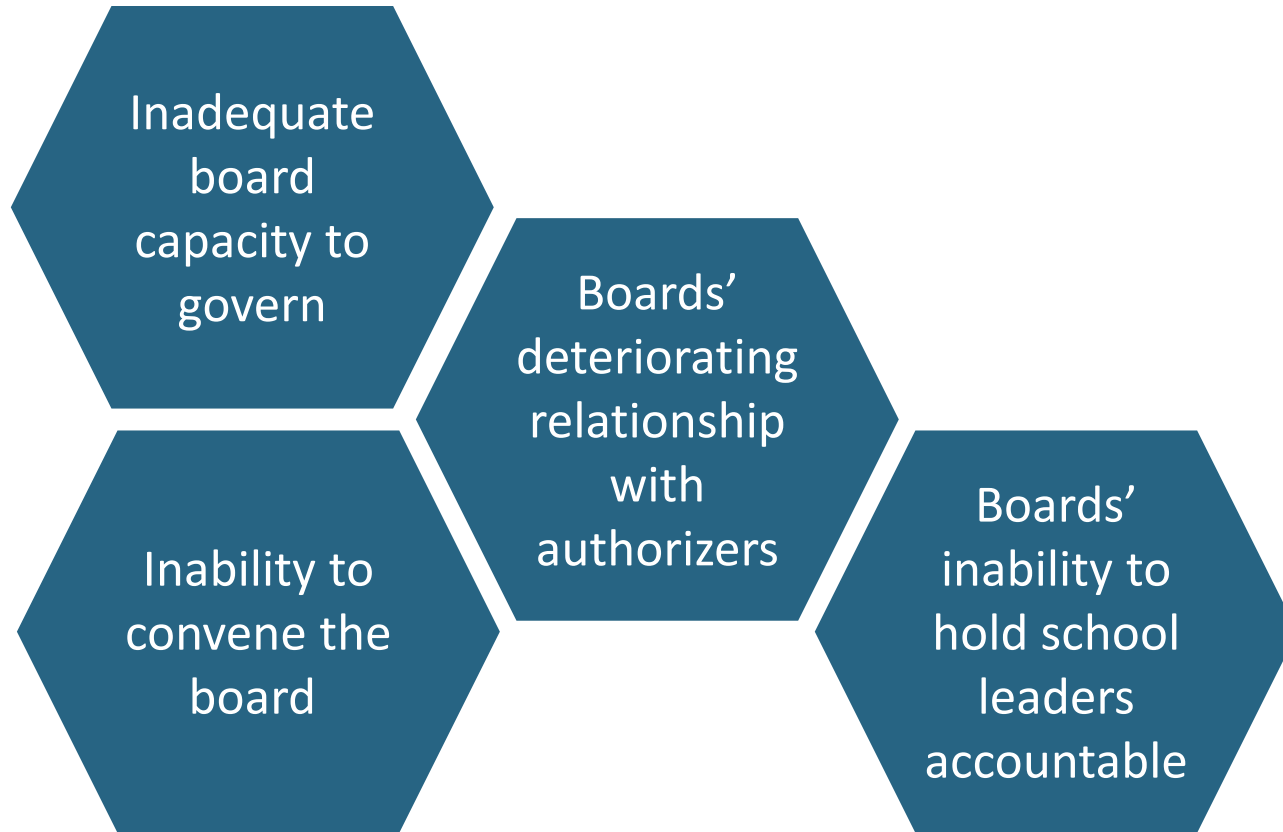 Inadequate
board
capacity to
govern
Boards’
deteriorating
relationship
with
authorizers
Inability to
convene the
board
Boards’
inability to
hold school
leaders
accountable